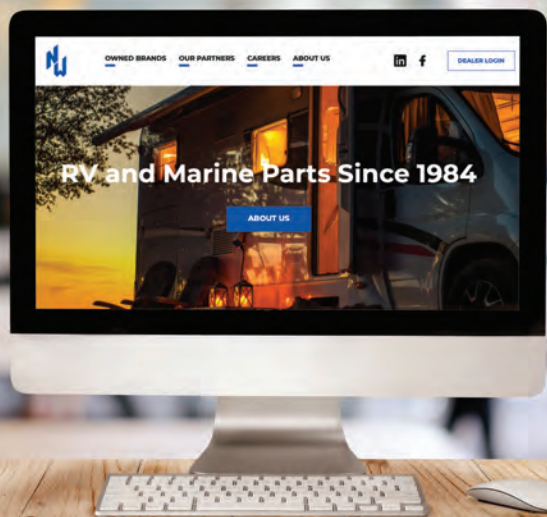 NW
OWNED BRANDS OUR PARTNERS CAREERS ABOUT US in f DEALER LOGIN
RV and Marine Parts Since 1984
ABOUT US